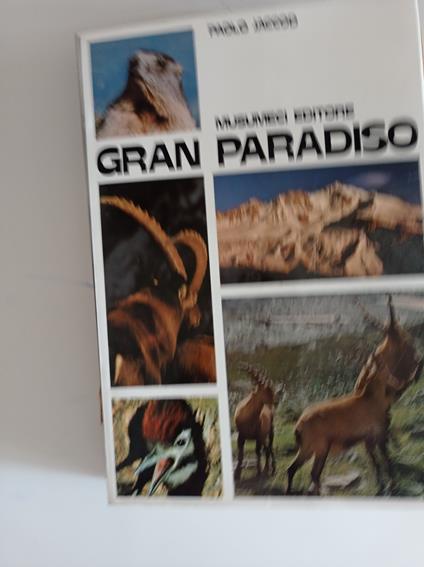 PAOLO JACCOD
MUSUMECI EDITORE
GRAN PARADISO